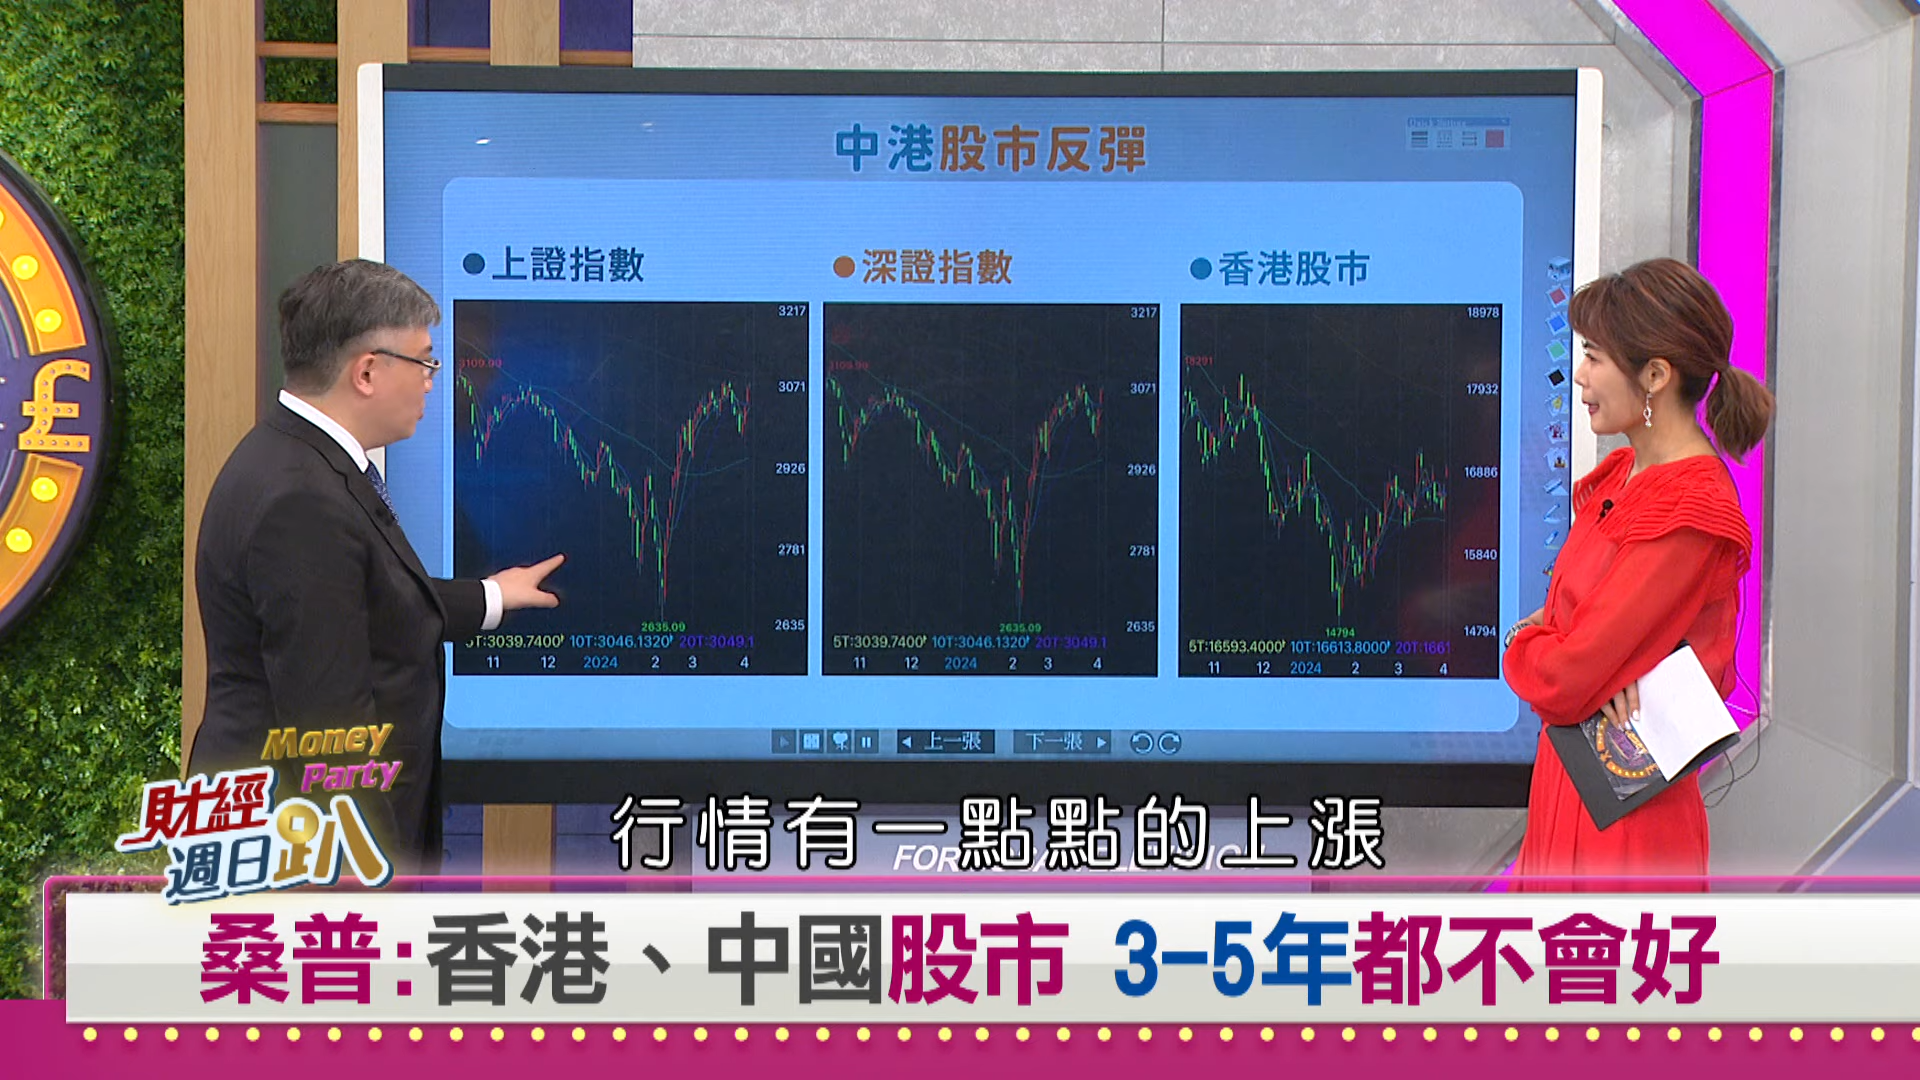 中港股市反彈
●上證指數
3217
3109.99
3071
2926
2781
2635.09
2635
5T:3039.7400 10T:3046.1320 20T:3049.1
11 12 2024 2 3 4
●深證指數
3217
3109.99
3071
2926
2781
2635.09
2635
5T:3039.7400 10T:3046.1320 20T:3049.1
11 12 2024 2 3 4
●香港股市
18978
18291
17932
16886
15840
14794
14794
5T:16593.4000 10T:16613.8000 20T:1661
11 12 2024 2 3 4
上一張 下一張
£
Money
Party
財經
週日趴
行情有一點點的上漲
桑普:香港、中國股市 3-5年都不會好